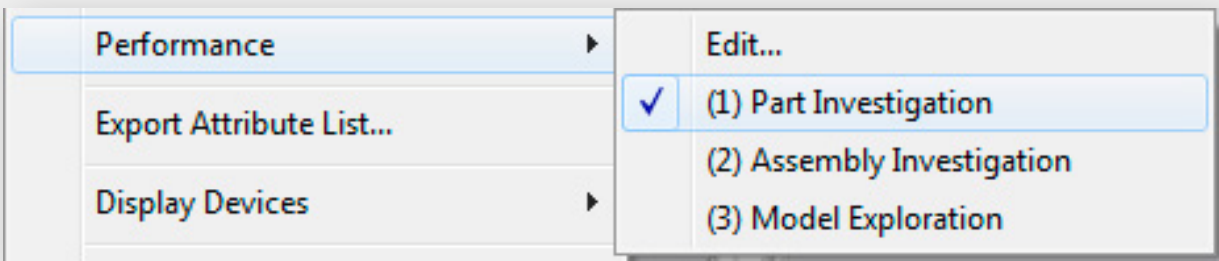 Performance
Export Attribute List...
Display Devices
Edit...
(1) Part Investigation
(2) Assembly Investigation
(3) Model Exploration